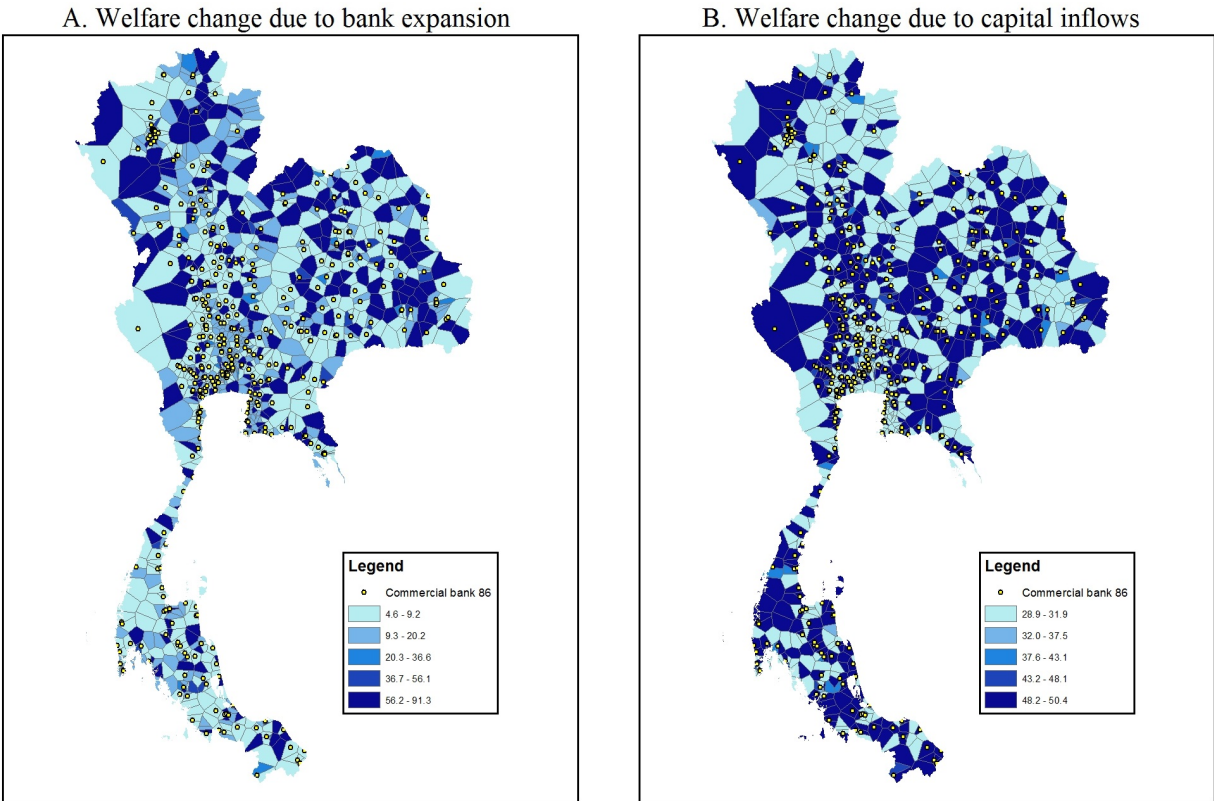 A. Welfare change due to bank expansion
B. Welfare change due to capital inflows
Legend
Commercial bank 86
4.6 - 9.2
9.3 - 20.2
20.3 - 36.6
36.7 - 56.1
56.2 - 91.3
Legend
Commercial bank 86
28.9 - 31.9
32.0 - 37.5
37.6 - 43.1
43.2 - 48.1
48.2 - 50.4